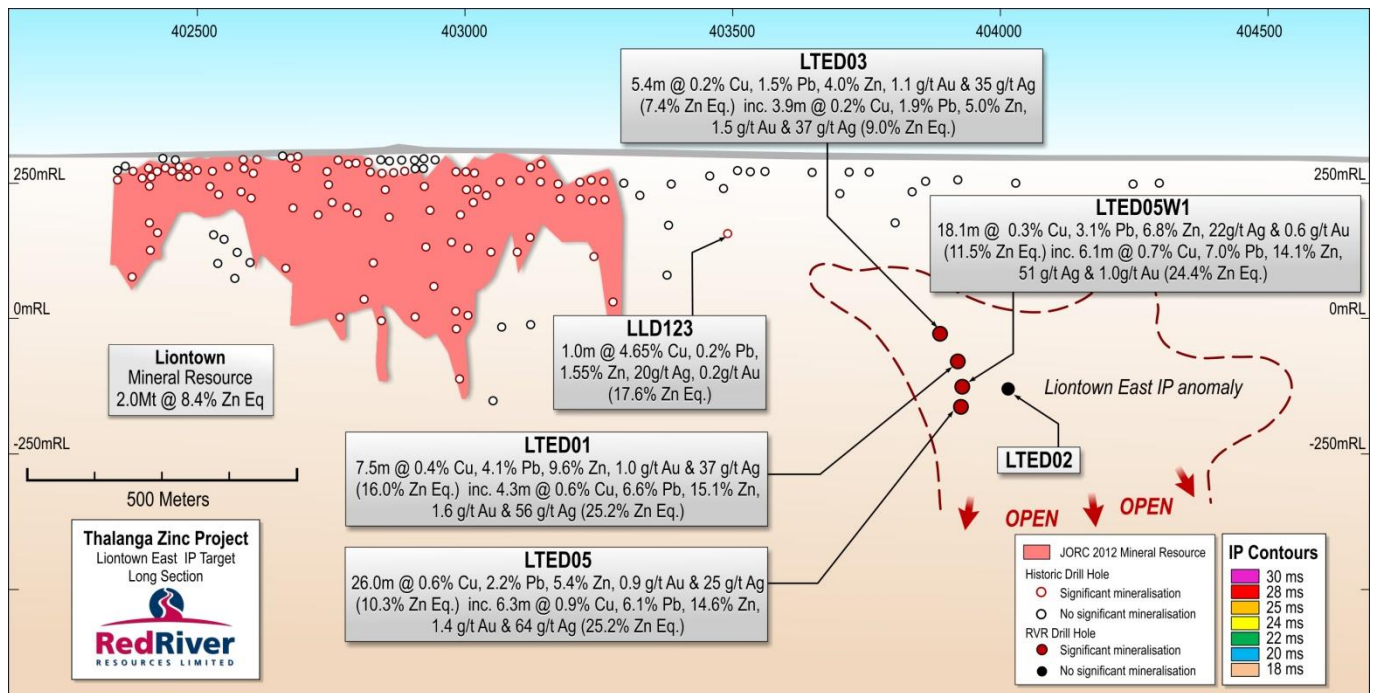 402500
403000
403500
404000
404500
LTED03
5.4m @ 0.2% Cu, 1.5% Pb, 4.0% Zn, 1.1 g/t Au & 35 g/t Ag
(7.4% Zn Eq.) inc. 3.9m @ 0.2% Cu, 1.9% Pb, 5.0% Zn,
1.5 g/t Au & 37 g/t Ag (9.0% Zn Eq.)
250mRL
250mRL
LTED05W1
18.1m @ 0.3% Cu, 3.1% Pb, 6.8% Zn, 22g/t Ag & 0.6 g/t Au
(11.5% Zn Eq.) inc. 6.1m @ 0.7% Cu, 7.0% Pb, 14.1% Zn,
51 g/t Ag & 1.0g/t Au (24.4% Zn Eq.)
0mRL
0mRL
LLD123
1.0m @ 4.65% Cu, 0.2% Pb,
1.55% Zn, 20g/t Ag, 0.2g/t Au
(17.6% Zn Eq.)
Liontown
Mineral Resource
2.0Mt @ 8.4% Zn Eq
Liontown East IP anomaly
LTED02
-250mRL
-250mRL
LTED01
7.5m @ 0.4% Cu, 4.1% Pb, 9.6% Zn, 1.0 g/t Au & 37 g/t Ag
(16.0% Zn Eq.) inc. 4.3m @ 0.6% Cu, 6.6% Pb, 15.1% Zn,
1.6 g/t Au & 56 g/t Ag (25.2% Zn Eq.)
500 Meters
OPEN
OPEN
Thalanga Zinc Project
Liontown East IP Target
Long Section
RedRiver
RESOURCES LIMITED
LTED05
26.0m @ 0.6% Cu, 2.2% Pb, 5.4% Zn, 0.9 g/t Au & 25 g/t Ag
(10.3% Zn Eq.) inc. 6.3m @ 0.9% Cu, 6.1% Pb, 14.6% Zn,
1.4 g/t Au & 64 g/t Ag (25.2% Zn Eq.)
JORC 2012 Mineral Resource
Historic Drill Hole
Significant mineralisation
No significant mineralisation
RVR Drill Hole
Significant mineralisation
No significant mineralisation
IP Contours
30 ms
28 ms
25 ms
24 ms
22 ms
20 ms
18 ms